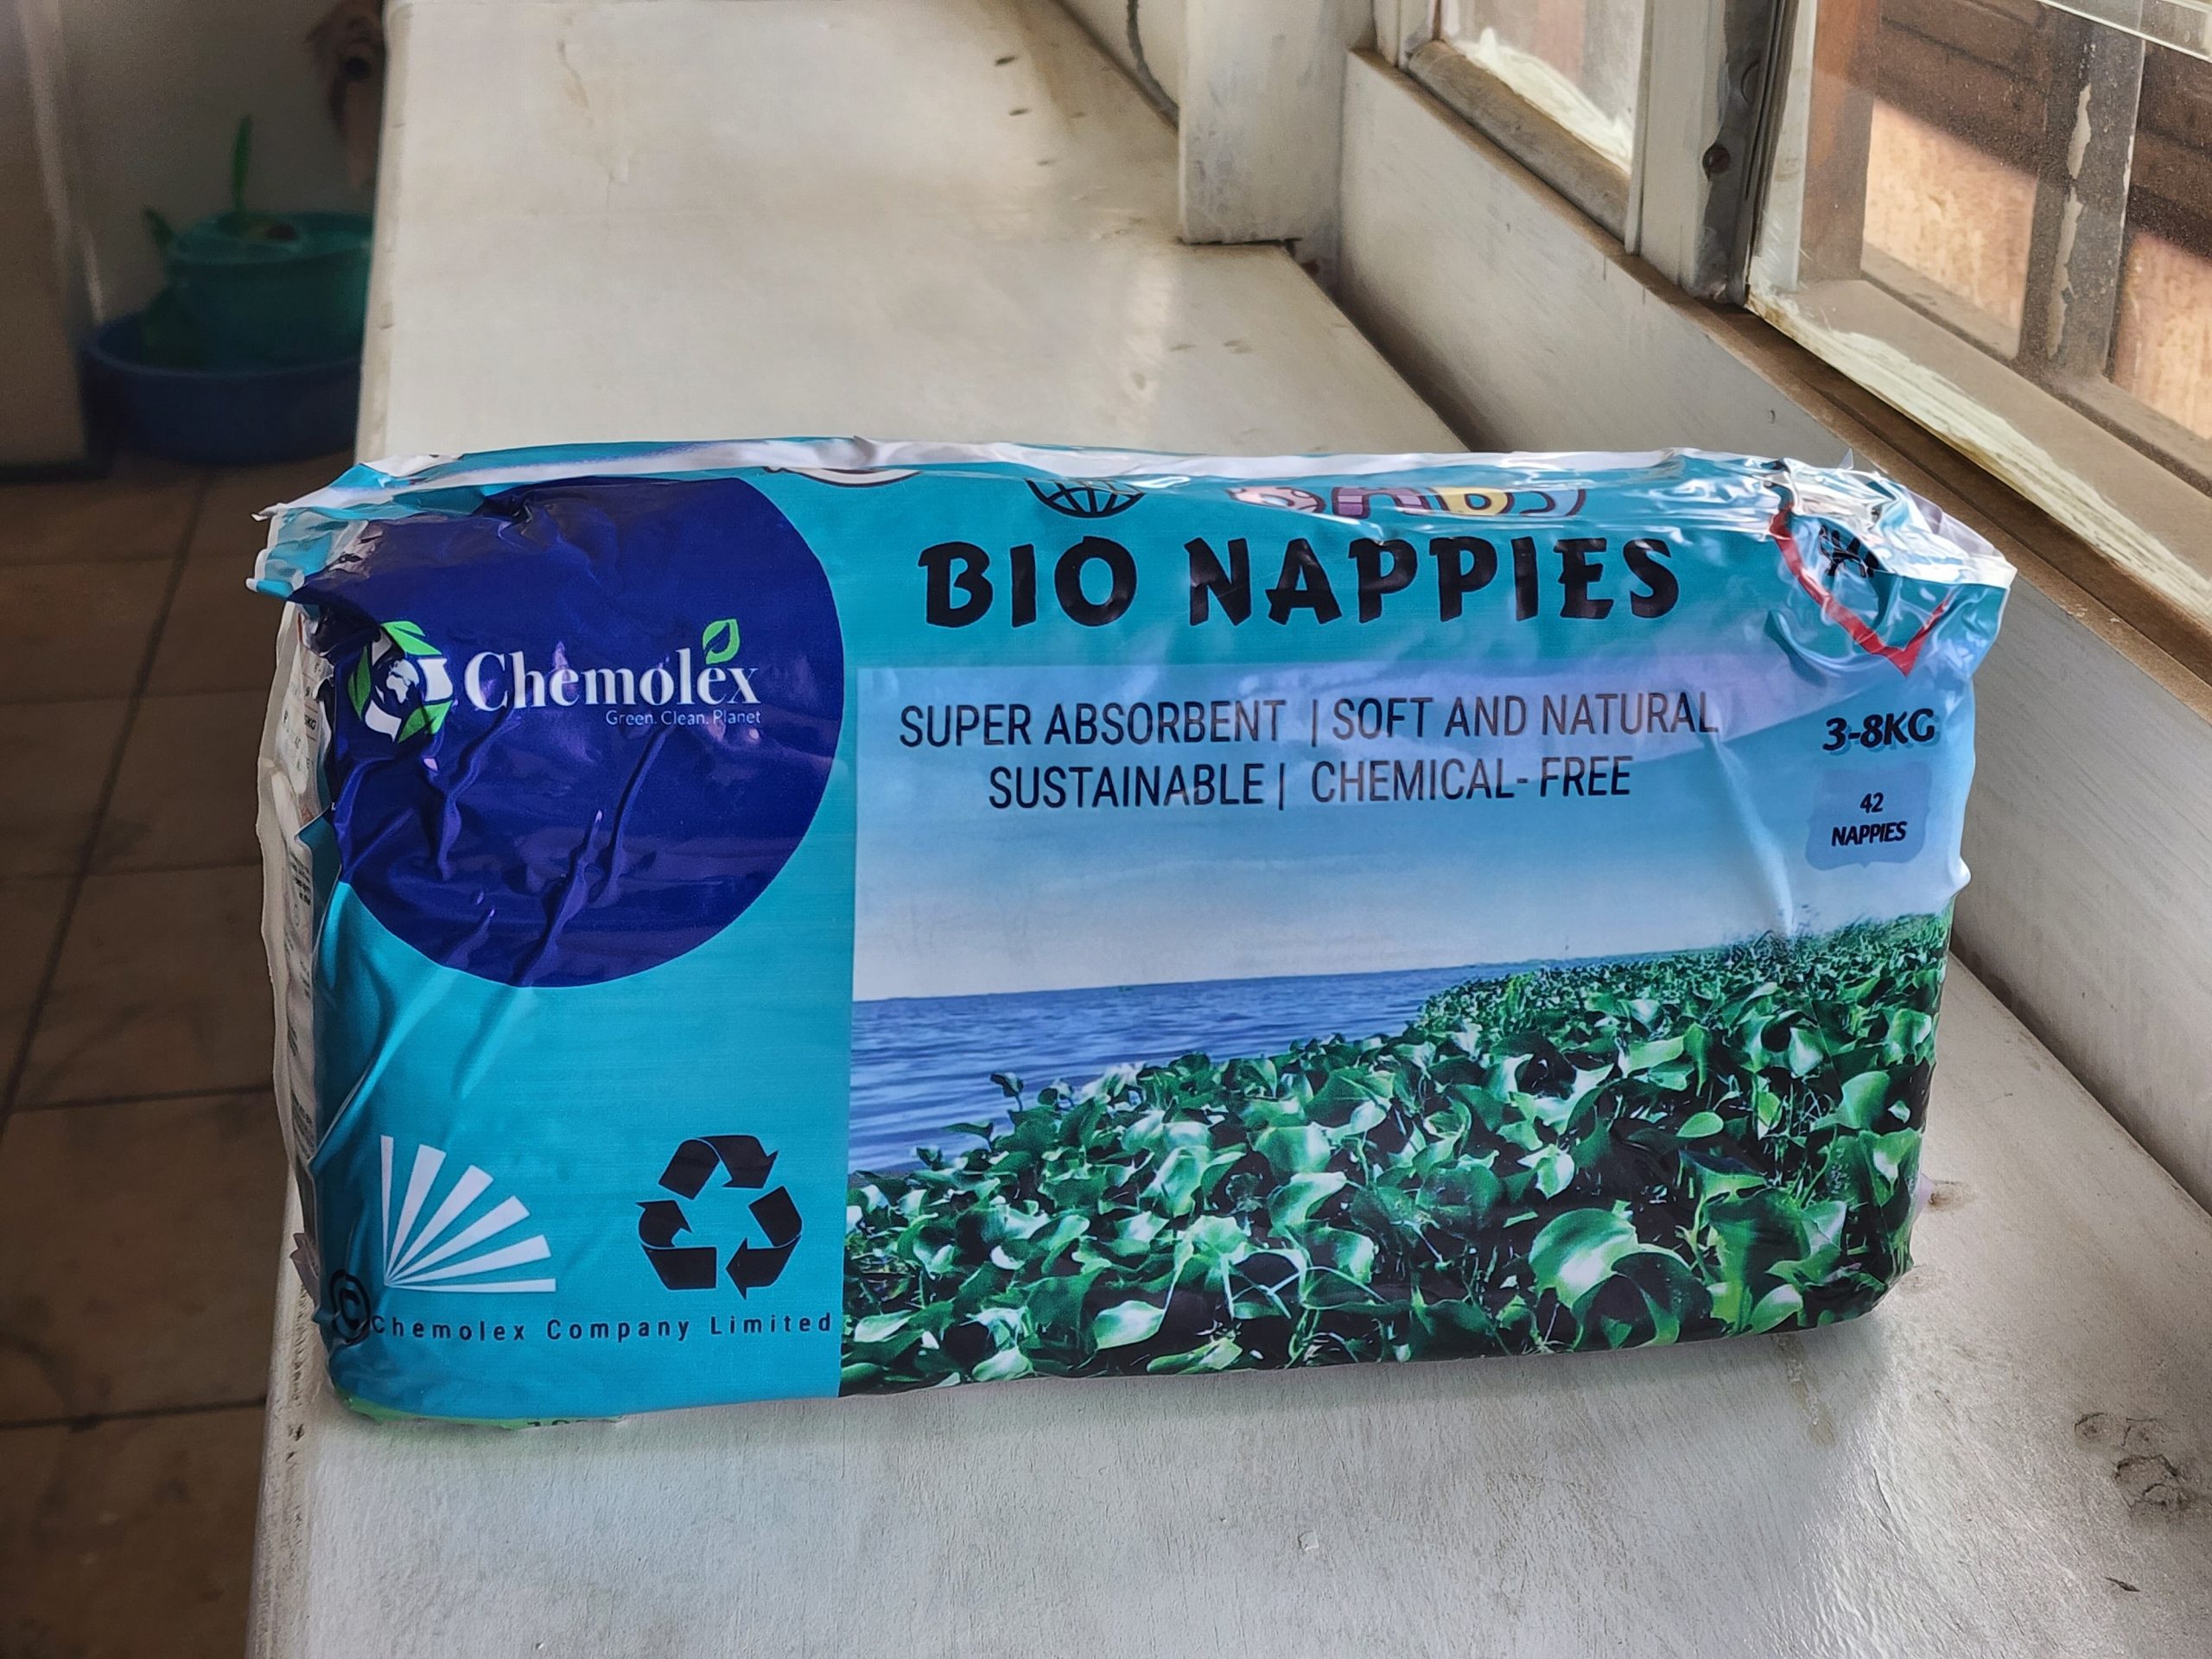 BIO NAPPIES
Chemolex
Green. Clean. Planet
SUPER ABSORBENT | SOFT AND NATURAL
SUSTAINABLE | CHEMICAL- FREE
3-8KG
42
NAPPIES
© Chemolex Company Limited